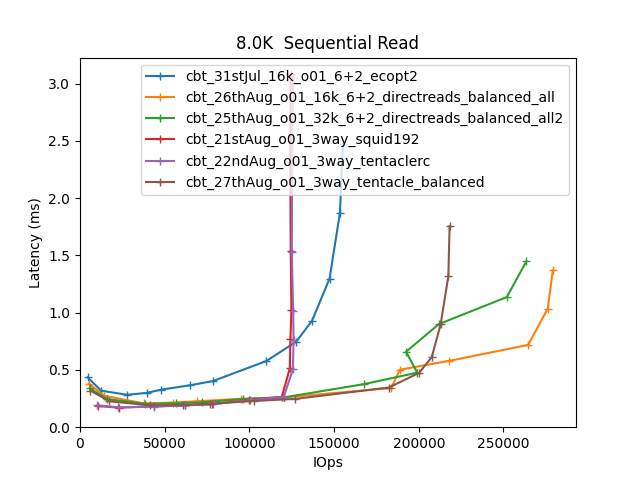 8.0K  Sequential Read
cbt_31stJul_16k_o01_6+2_ecopt2
cbt_26thAug_o01_16k_6+2_directreads_balanced_all
cbt_25thAug_o01_32k_6+2_directreads_balanced_all2
cbt_21stAug_o01_3way_squid192
cbt_22ndAug_o01_3way_tentaclerc
cbt_27thAug_o01_3way_tentacle_balanced
3.0
2.5
2.0
1.5
1.0
0.5
0.0
Latency (ms)
0
50000
100000
150000
200000
250000
IOps